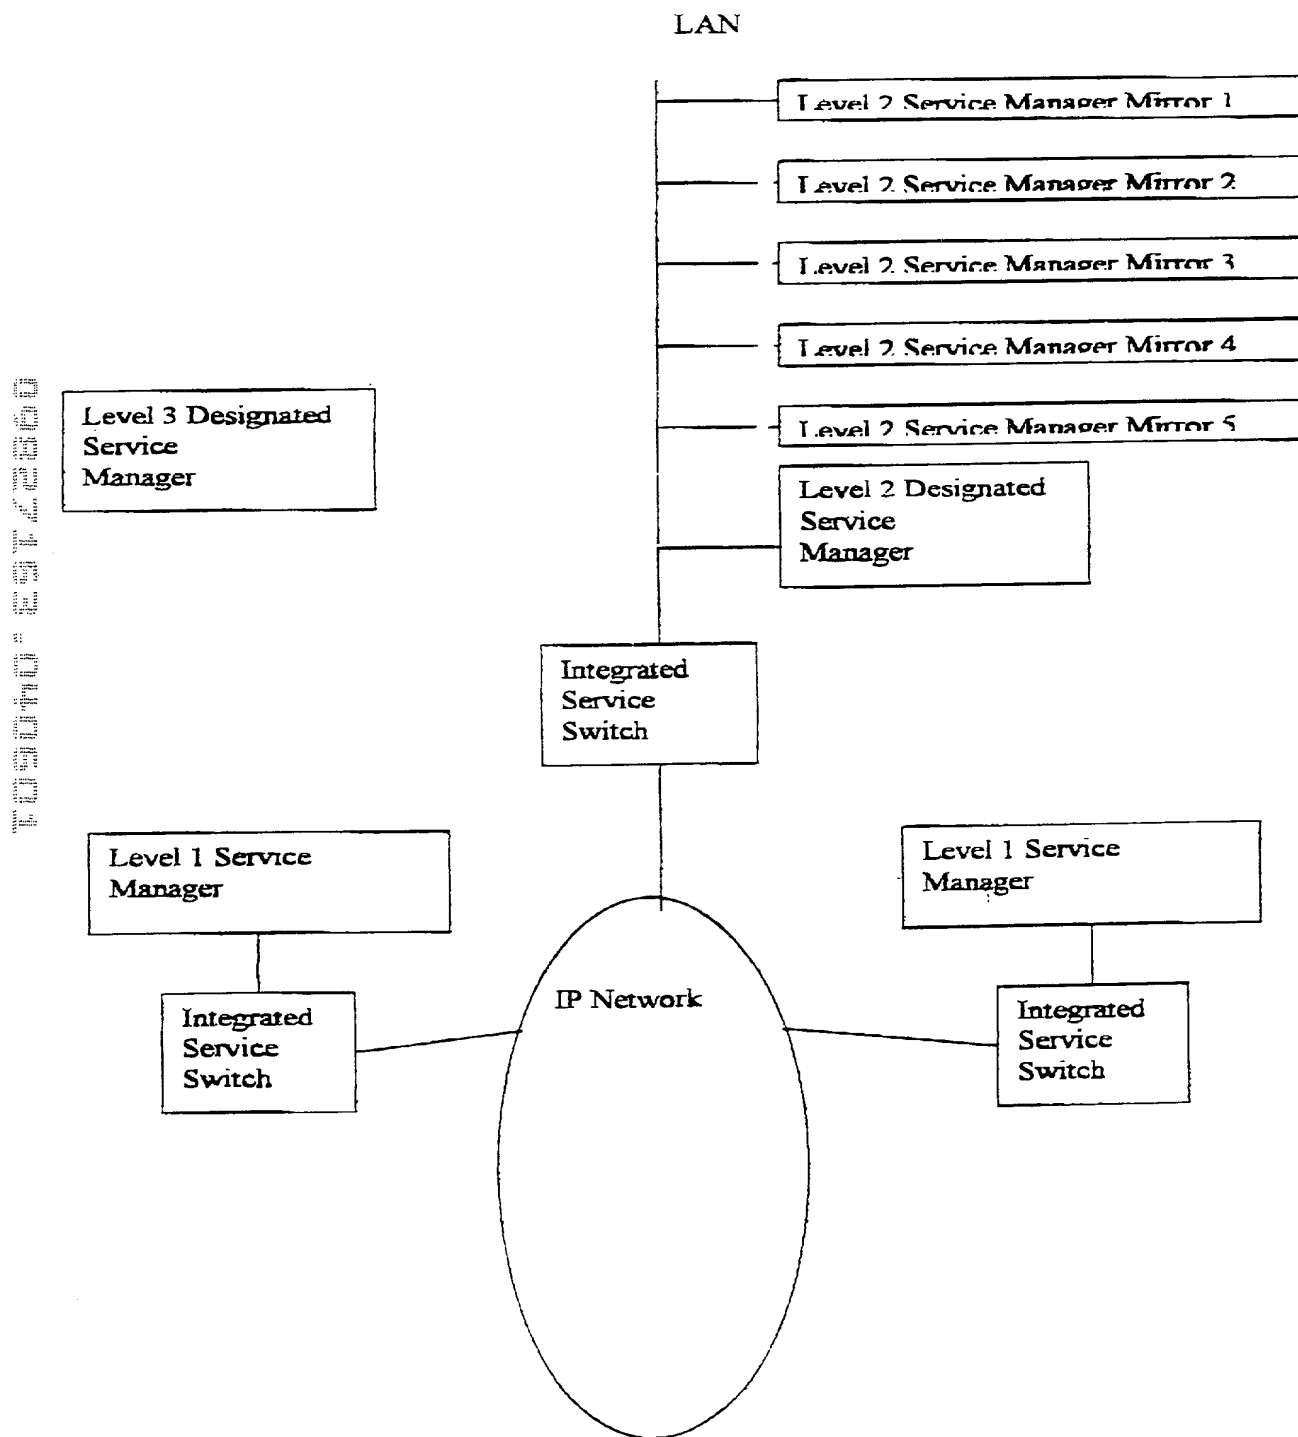 LAN
Level 2 Service Manager Mirror 1
Level 2 Service Manager Mirror 2
Level 2 Service Manager Mirror 3
Level 2 Service Manager Mirror 4
Level 2 Service Manager Mirror 5
Level 3 Designated
Service
Manager
Level 2 Designated
Service
Manager
Integrated
Service
Switch
Level 1 Service
Manager
Level 1 Service
Manager
IP Network
Integrated
Service
Switch
Integrated
Service
Switch